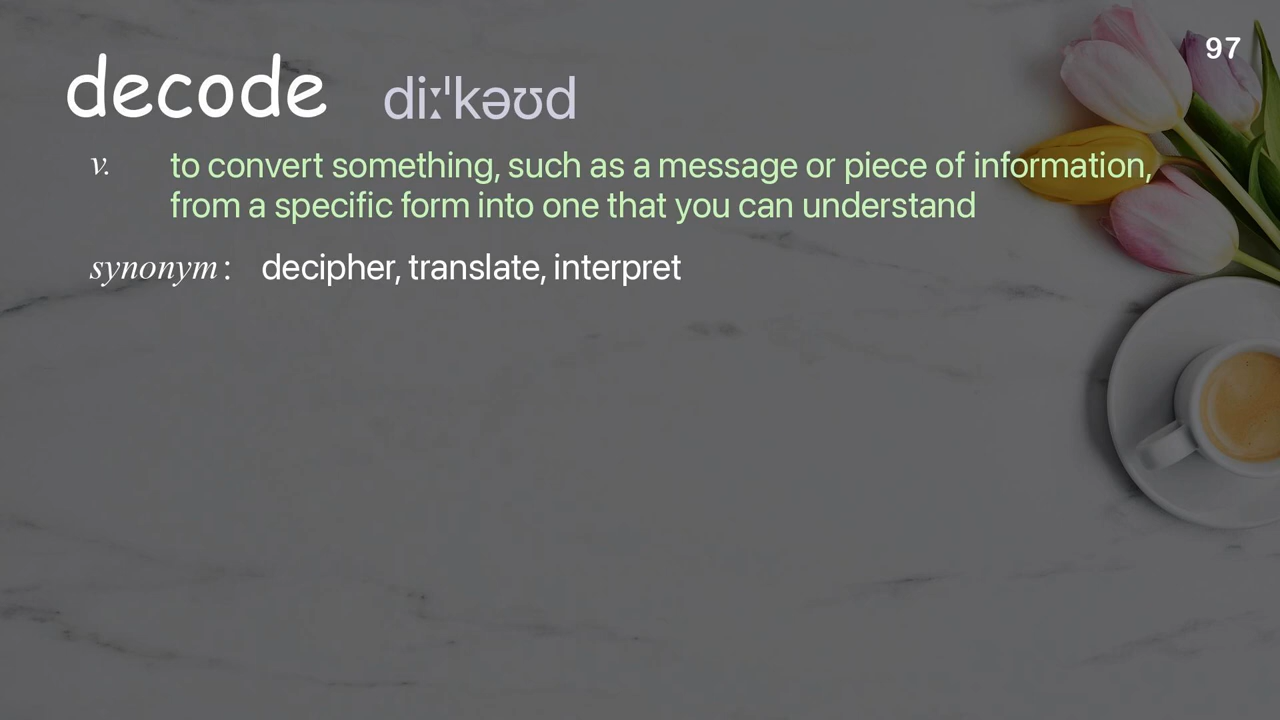 97
decode diːˈkəʊd
v. to convert something, such as a message or piece of information,
from a specific form into one that you can understand
synonym: decipher, translate, interpret